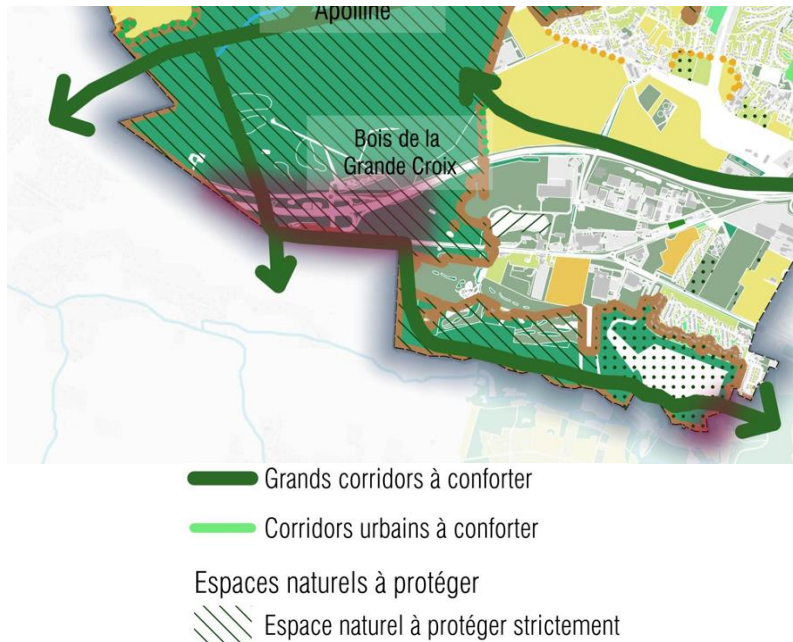 Apolline
Bois de la
Grande Croix
Grands corridors à conforter
Corridors urbains à conforter
Espaces naturels à protéger
Espace naturel à protéger strictement